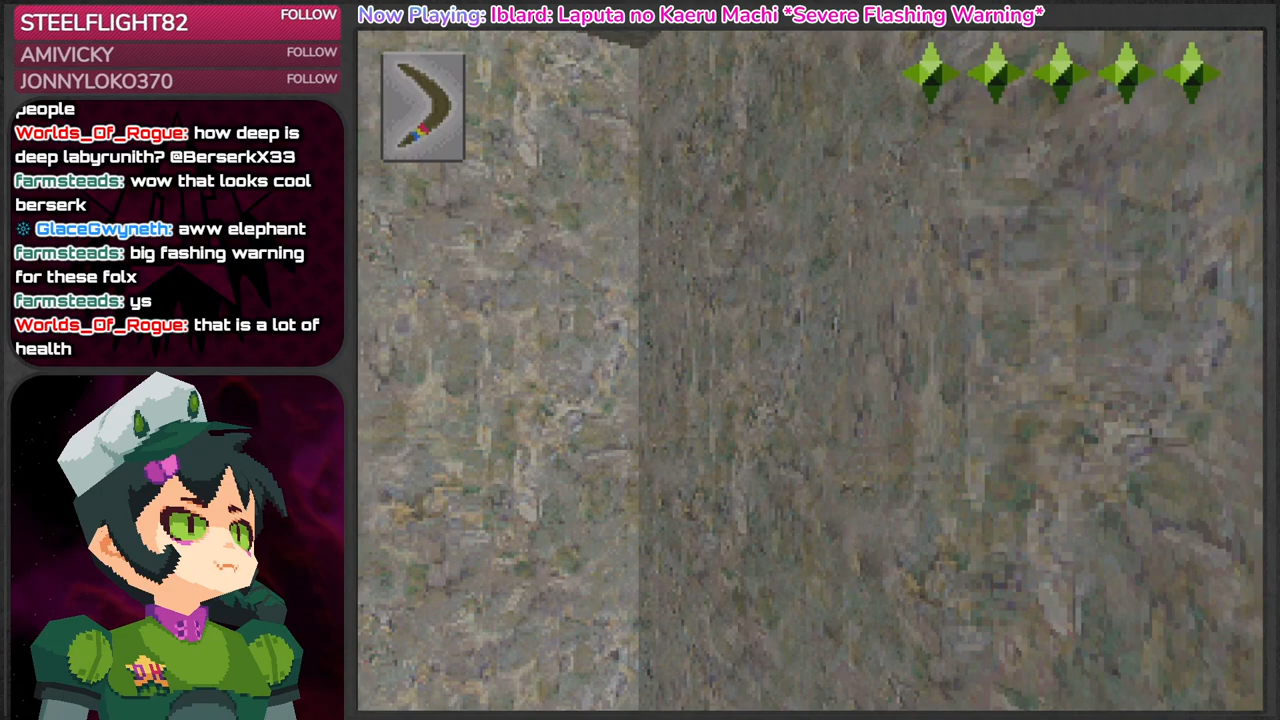 STEELFLIGHT82 FOLLOW
AMIVICKY FOLLOW
JONNYLOKO370 FOLLOW
Now Playing: Iblard: Laputa no Kaeru Machi *Severe Flashing Warning*
people
Worlds_Of_Rogue: how deep is
deep labyrunith? @BerserkX33
farmsteads: wow that looks cool
berserk
GlaceGwyneth: aww elephant
farmsteads: big fashing warning
for these folx
farmsteads: ys
Worlds_Of_Rogue: that is a lot of
health